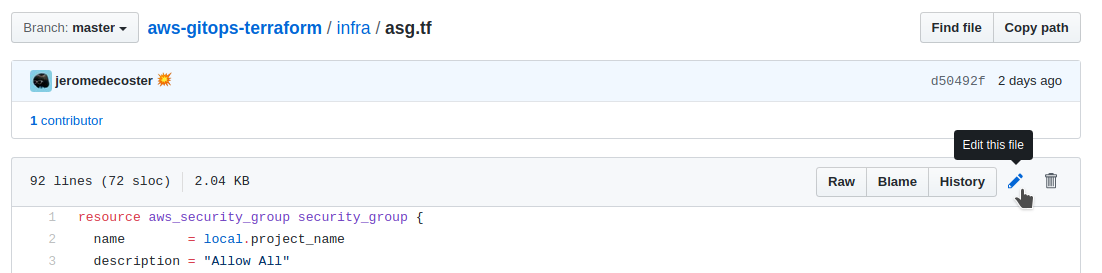 Branch: master aws-gitops-terraform / infra / asg.tf Find file Copy path
jeromedecoster 💥 d50492f 2 days ago
1 contributor
Edit this file
92 lines (72 sloc) 2.04 KB Raw Blame History
1 resource aws_security_group security_group {
2   name        = local.project_name
3   description = "Allow All"